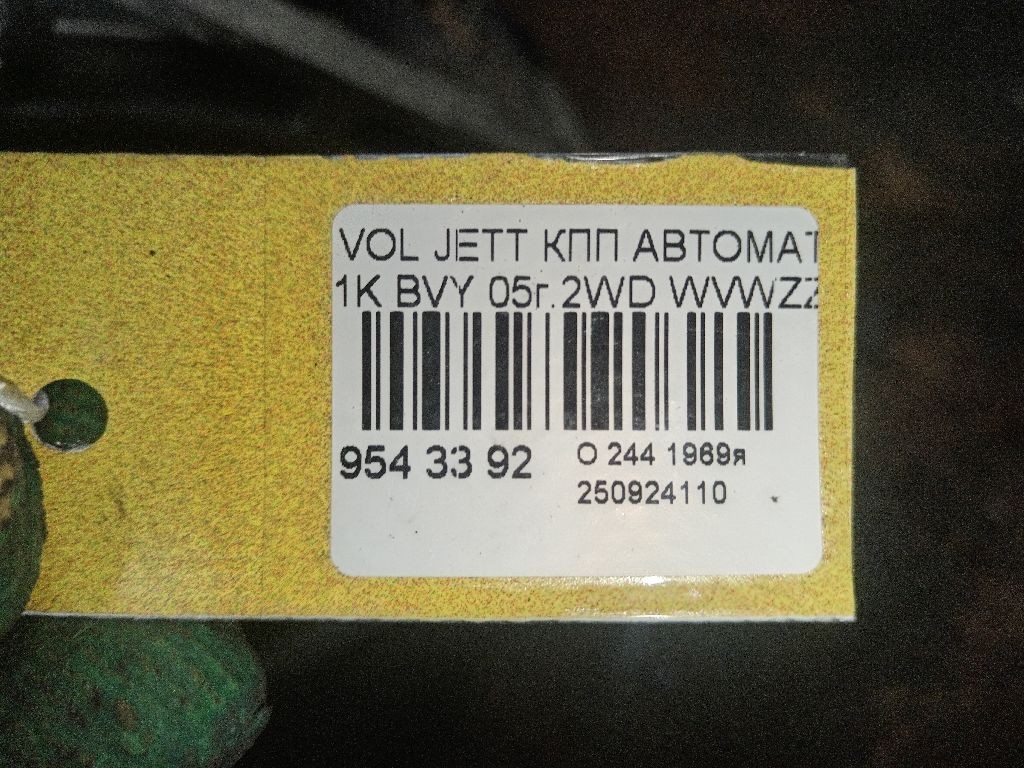 VOL JETT КПП АВТОМАТ
1K BVY 05г. 2WD WVWZZ
954 33 92
О 244 1969я
250924110